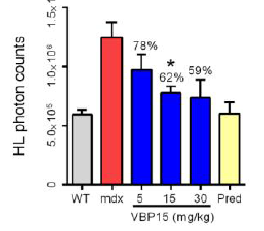 1.5x1
78%
*
62%
59%
1.0x10⁶
5.0x10⁵
0
HL photon counts
WT mdx 5 15 30 Pred
VBP15 (mg/kg)